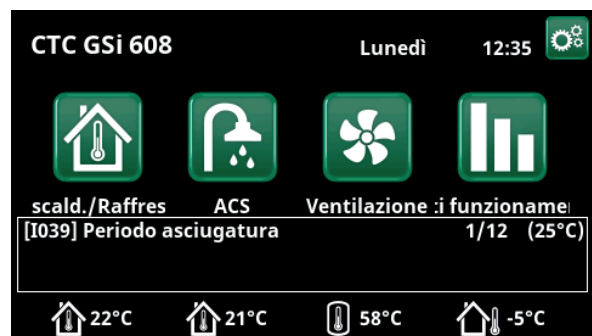 CTC GSi 608 Lunedì 12:35
scald./Raffres ACS Ventilazione :i funzioname
[I039] Periodo asciugatura 1/12 (25°C)
22°C 21°C 58°C -5°C